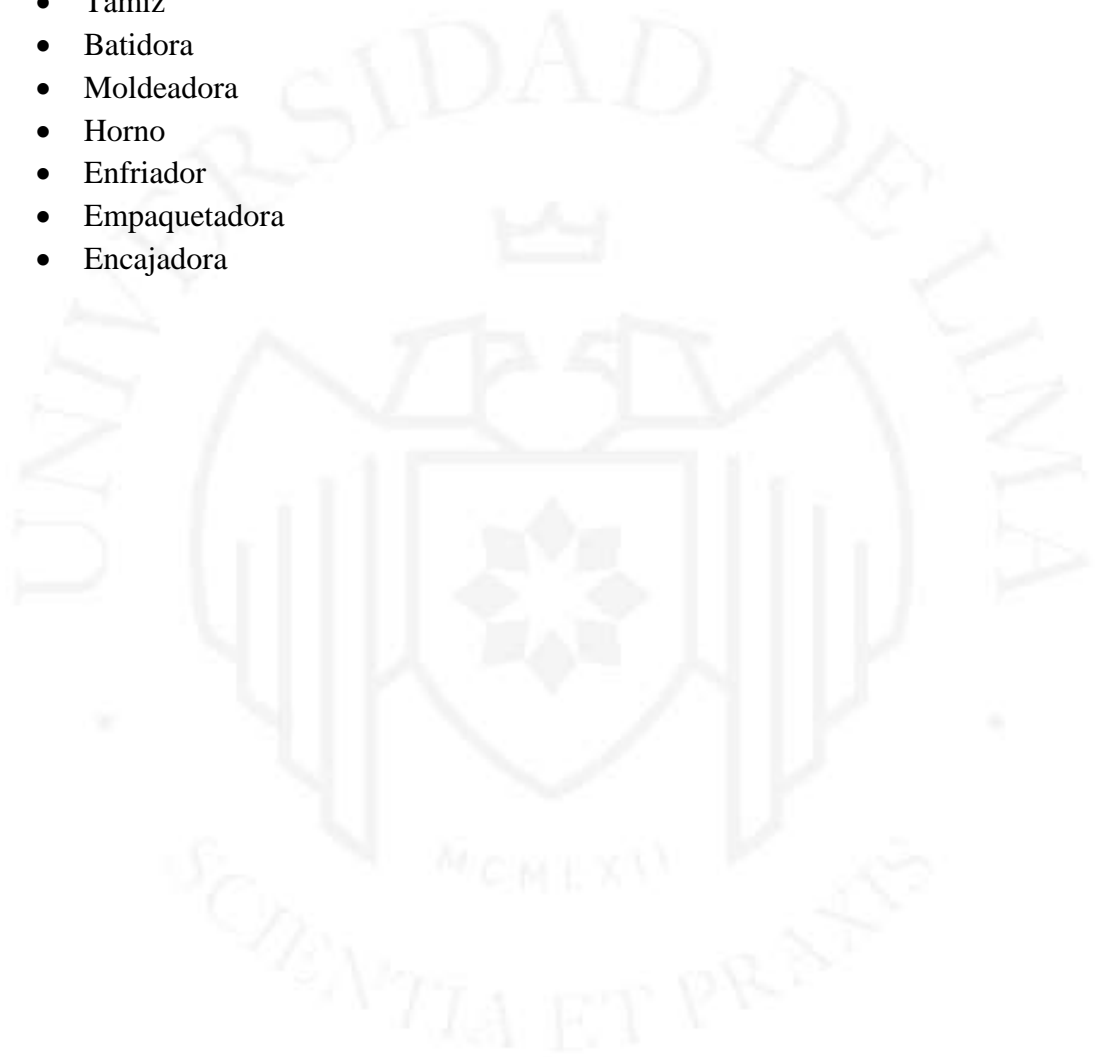 • Tamiz
• Batidora
• Moldeadora
• Horno
• Enfriador
• Empaquetadora
• Encajadora
UNIVERSIDAD DE LIMA
MCMLXII
SCIENTIA ET PRAXIS